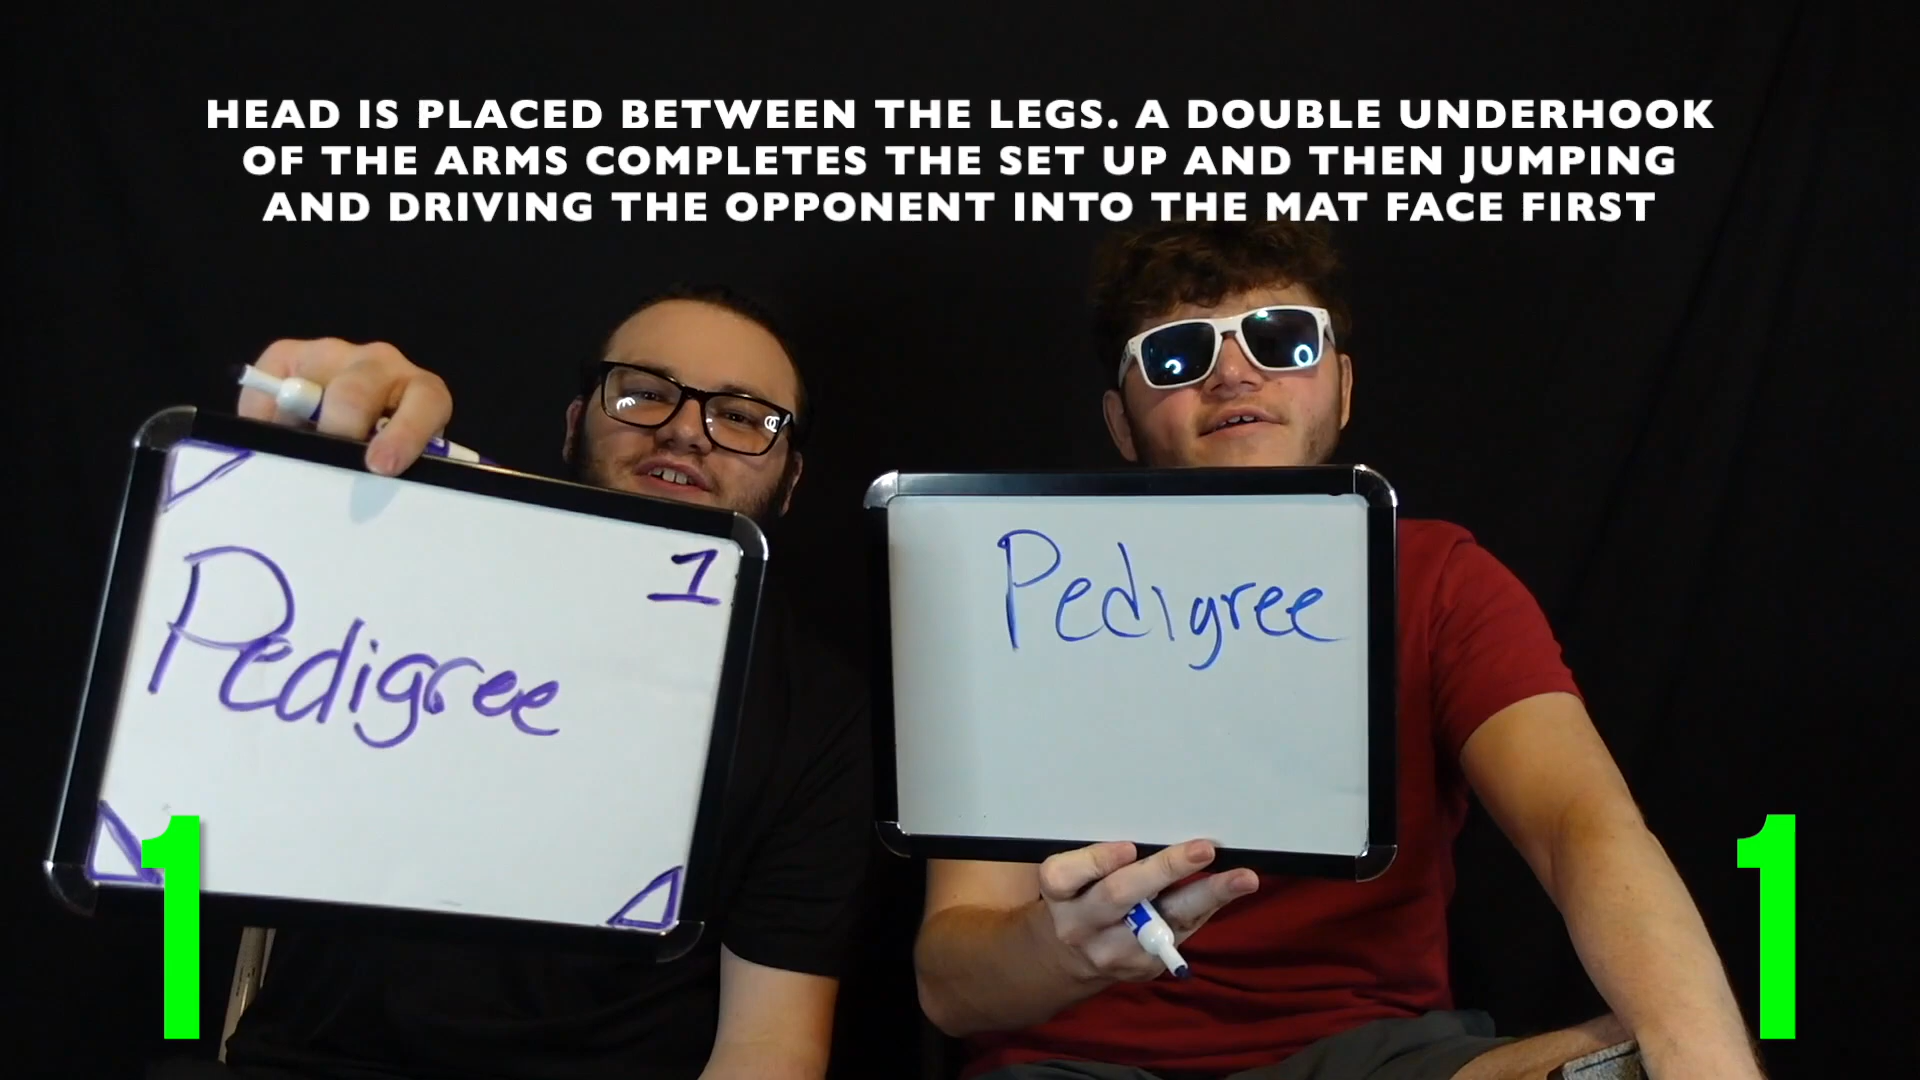 HEAD IS PLACED BETWEEN THE LEGS. A DOUBLE UNDERHOOK
OF THE ARMS COMPLETES THE SET UP AND THEN JUMPING
AND DRIVING THE OPPONENT INTO THE MAT FACE FIRST
1
Pedigree
Pedigree
1
1